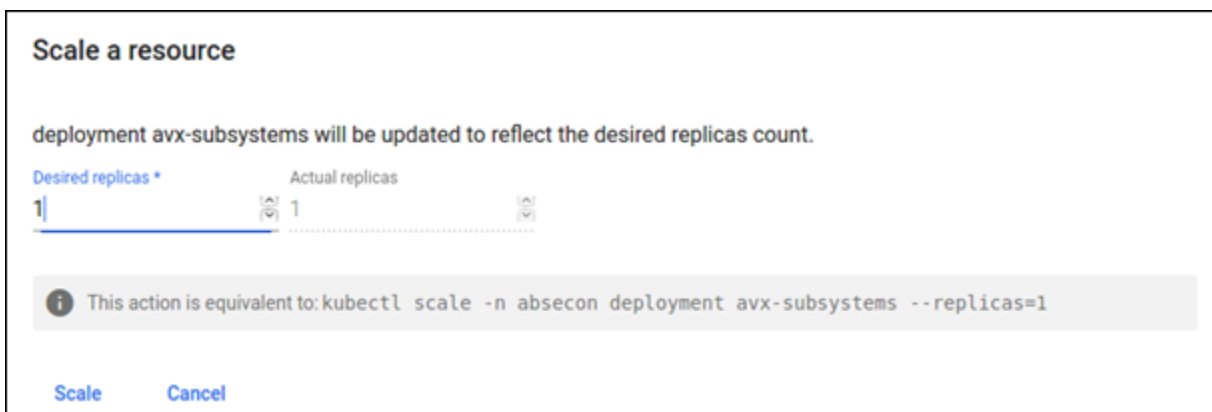 Scale a resource
deployment avx-subsystems will be updated to reflect the desired replicas count.
Desired replicas * Actual replicas
1 1
This action is equivalent to: kubectl scale -n absecon deployment avx-subsystems --replicas=1
Scale Cancel